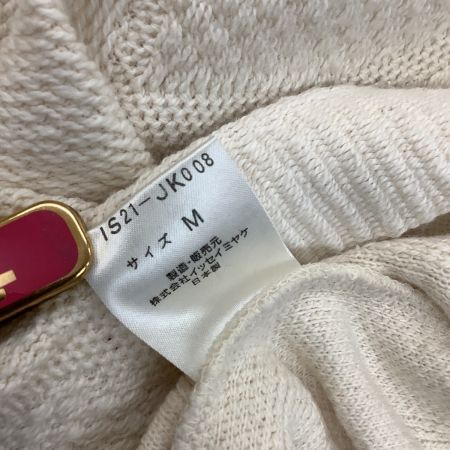 IS21-JK008
サイズ M
製造・販売元
株式会社イッセイミヤケ
日本製